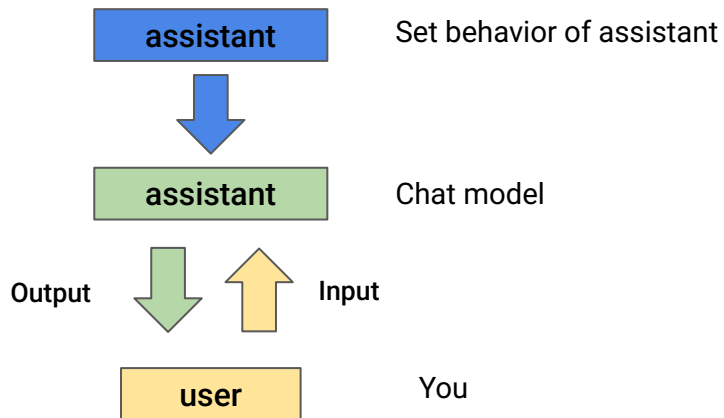 assistant
Set behavior of assistant
assistant
Chat model
Output
Input
user
You